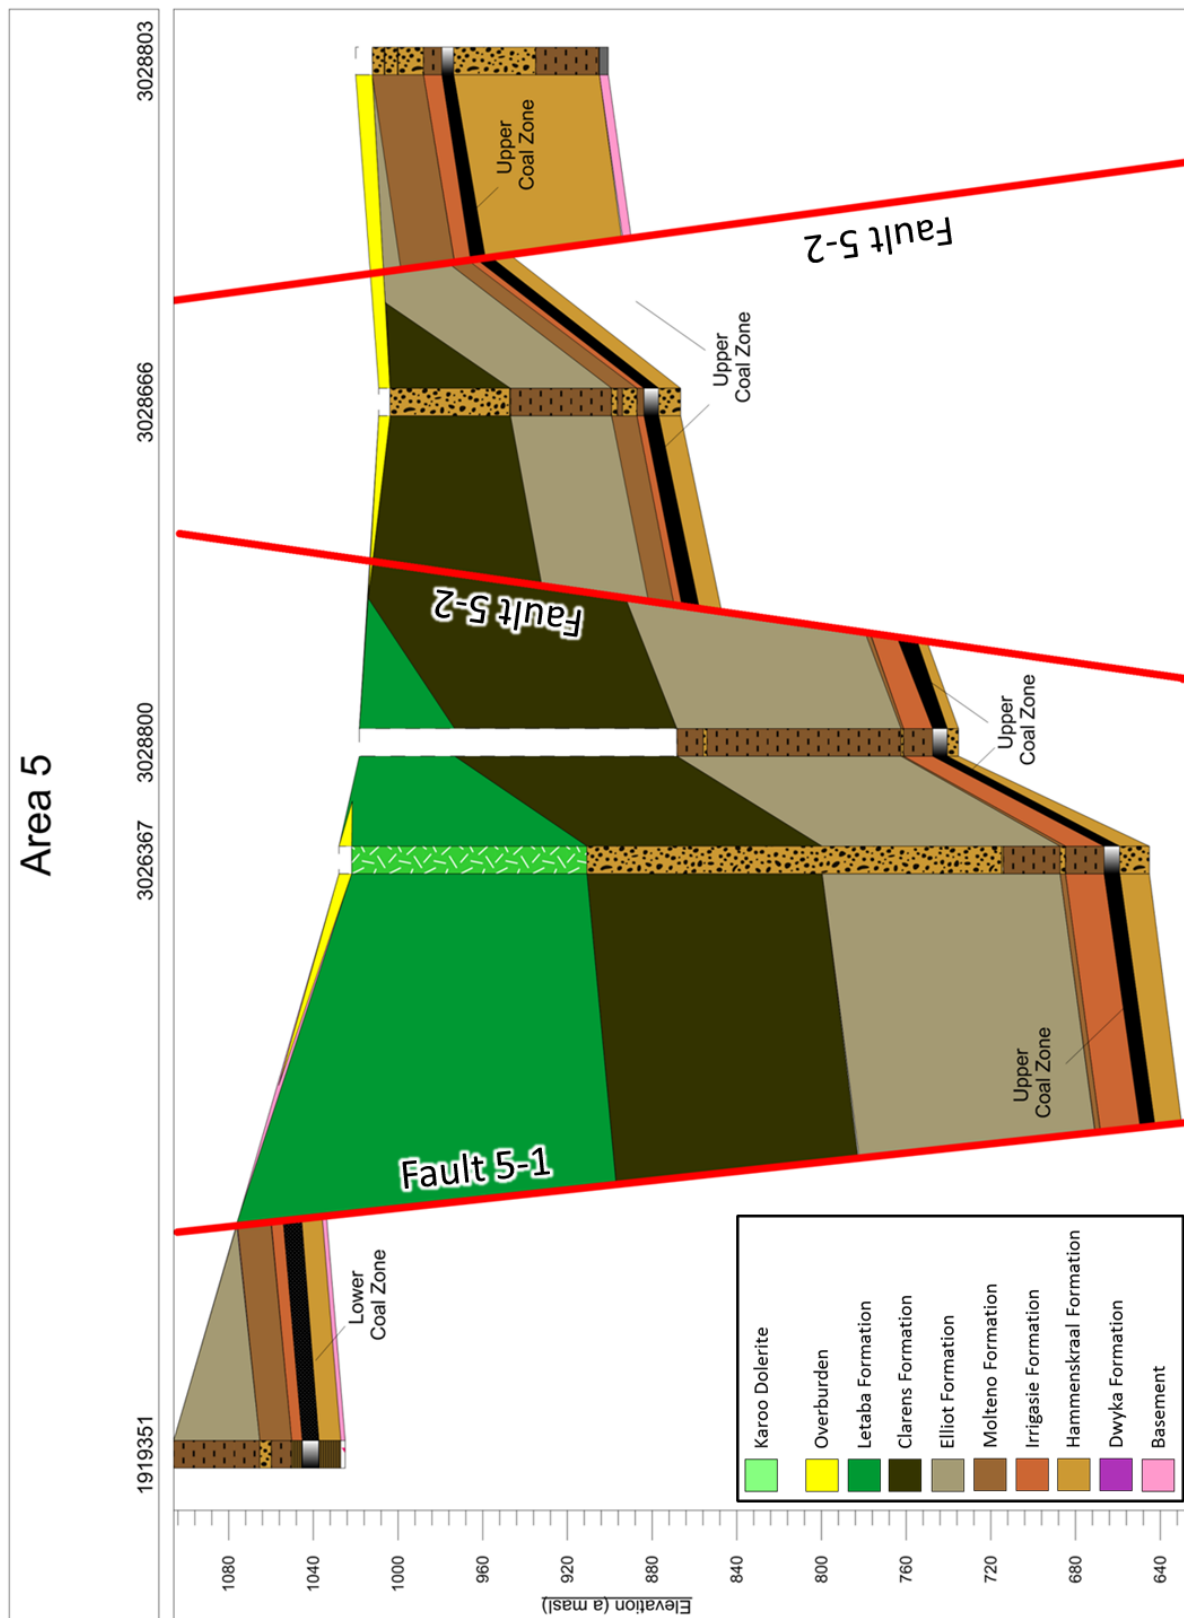 Area 5
1919351
3026367
3028800
3028666
3028803
Elevation (a masl)
1080
1040
1000
960
920
880
840
800
760
720
680
640
Lower
Coal Zone
Fault 5-1
Upper
Coal Zone
Upper
Coal Zone
Fault 5-2
Upper
Coal Zone
Fault 5-2
Upper
Coal Zone
Karoo Dolerite
Overburden
Letaba Formation
Clarens Formation
Elliot Formation
Molteno Formation
Irrigasie Formation
Hammenskraal Formation
Dwyka Formation
Basement